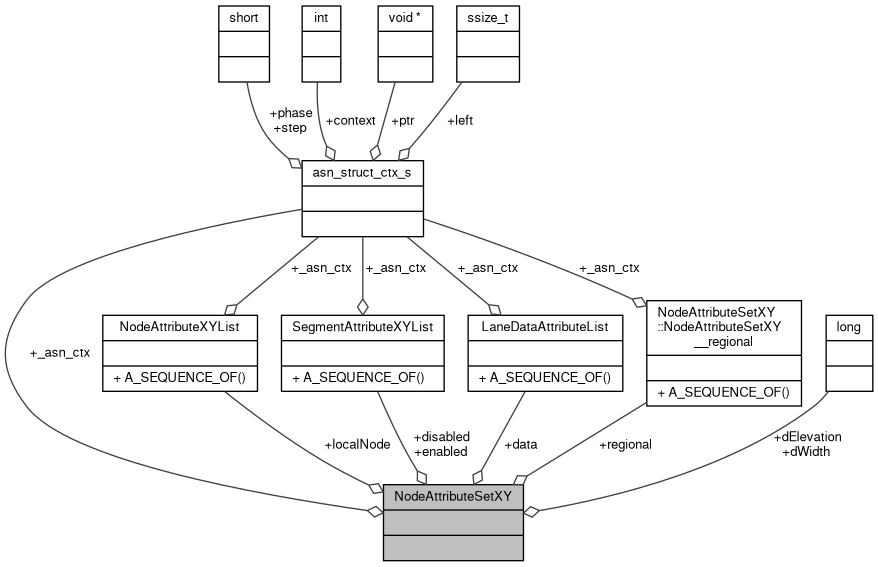 short
int
void *
ssize_t
+phase
+step
+context
+ptr
+left
asn_struct_ctx_s
+_asn_ctx
+_asn_ctx
+_asn_ctx
+_asn_ctx
NodeAttributeXYList
+ A_SEQUENCE_OF()
SegmentAttributeXYList
+ A_SEQUENCE_OF()
LaneDataAttributeList
+ A_SEQUENCE_OF()
NodeAttributeSetXY
::NodeAttributeSetXY
__regional
+ A_SEQUENCE_OF()
long
+_asn_ctx
+localNode
+disabled
+enabled
+data
+regional
+dElevation
+dWidth
NodeAttributeSetXY